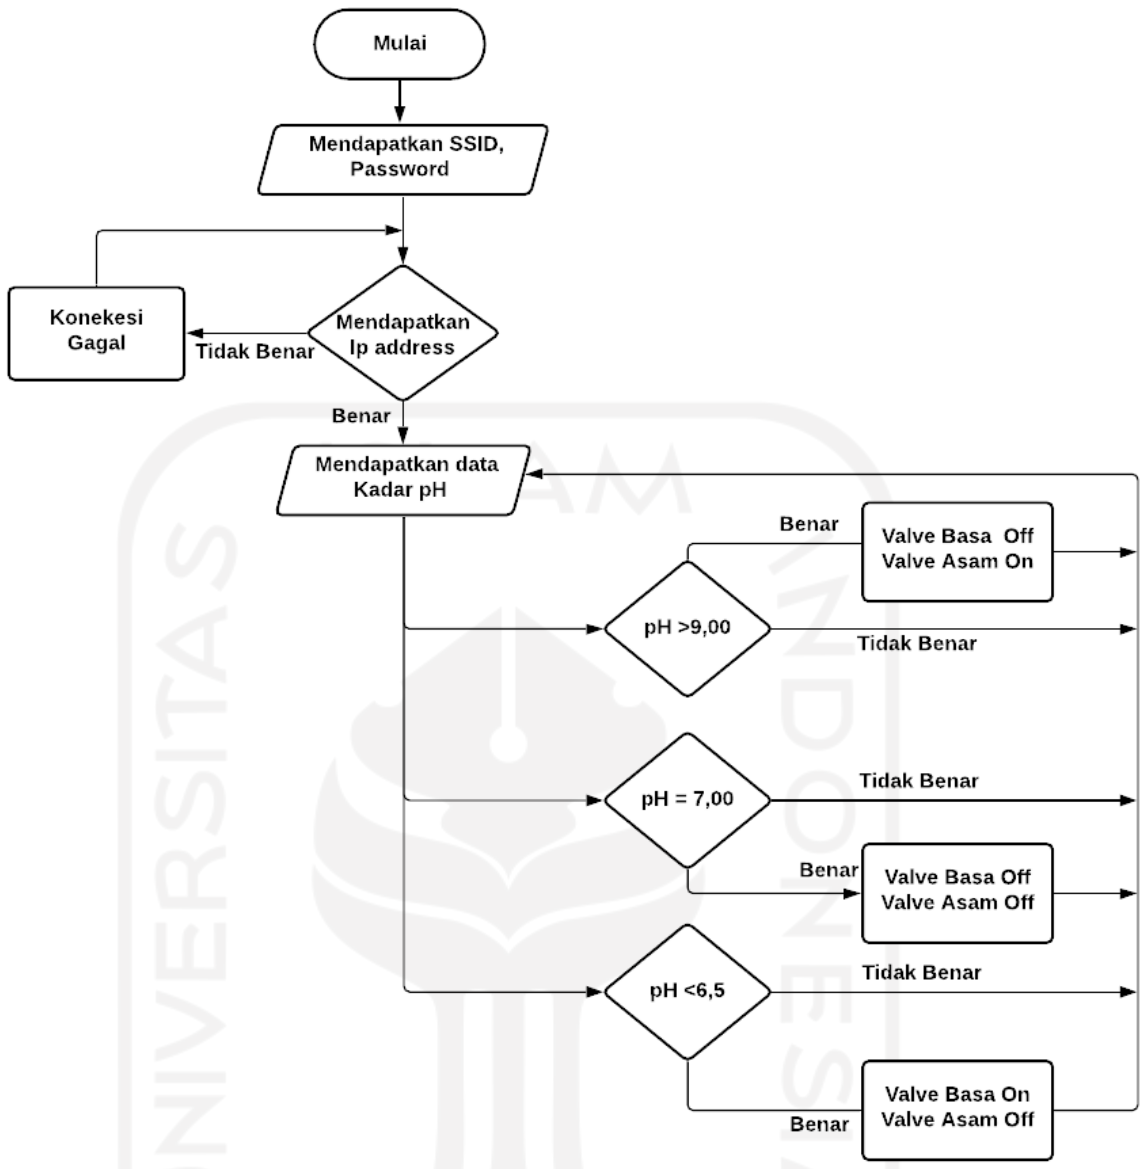 Mulai
Mendapatkan SSID,
Password
Konekesi
Gagal
Tidak Benar
Mendapatkan
Ip address
Benar
Mendapatkan data
Kadar pH
Benar
Valve Basa Off
Valve Asam On
pH >9,00
Tidak Benar
pH = 7,00
Tidak Benar
Benar
Valve Basa Off
Valve Asam Off
pH <6,5
Tidak Benar
Benar
Valve Basa On
Valve Asam Off